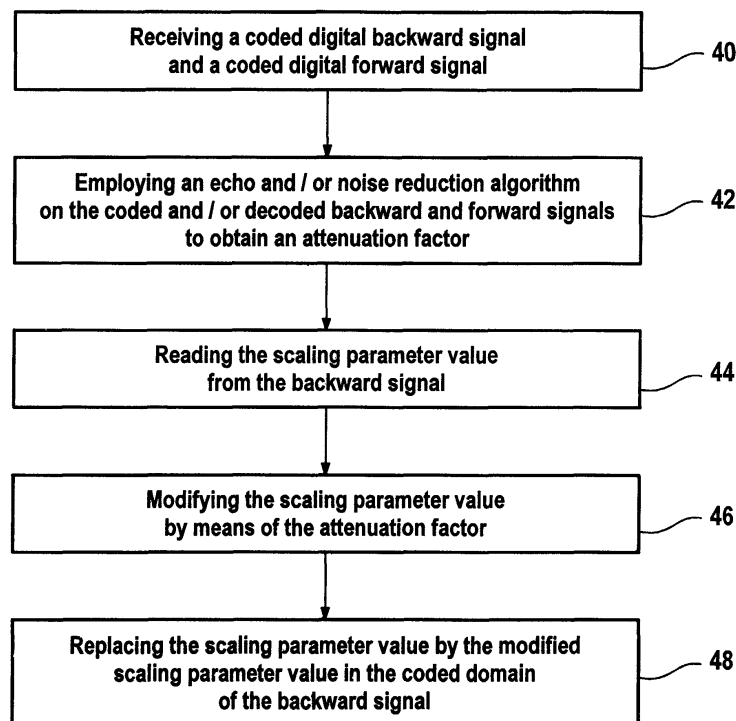 Receiving a coded digital backward signal
and a coded digital forward signal
40
Employing an echo and / or noise reduction algorithm
on the coded and / or decoded backward and forward signals
to obtain an attenuation factor
42
Reading the scaling parameter value
from the backward signal
44
Modifying the scaling parameter value
by means of the attenuation factor
46
Replacing the scaling parameter value by the modified
scaling parameter value in the coded domain
of the backward signal
48